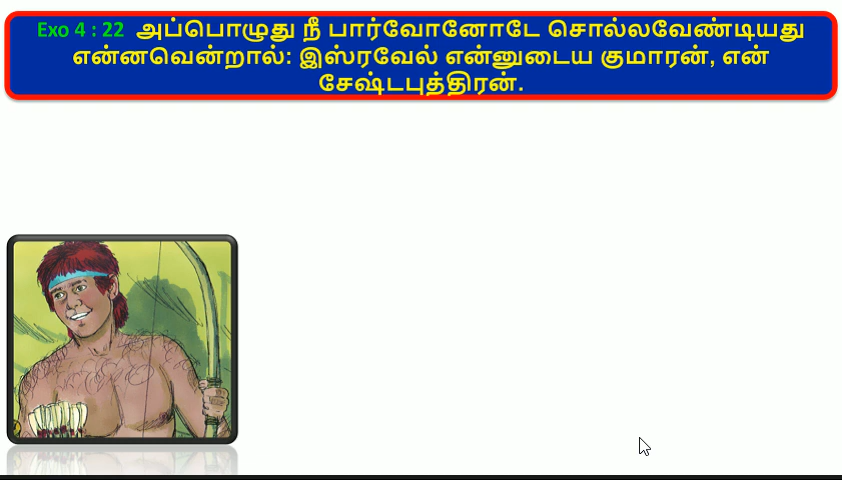 Exo 4 : 22 அப்பொழுது நீ பார்வோனோடே சொல்லவேண்டியது
என்னவென்றால்: இஸ்ரவேல் என்னுடைய குமாரன், என்
சேஷ்டபுத்திரன்.